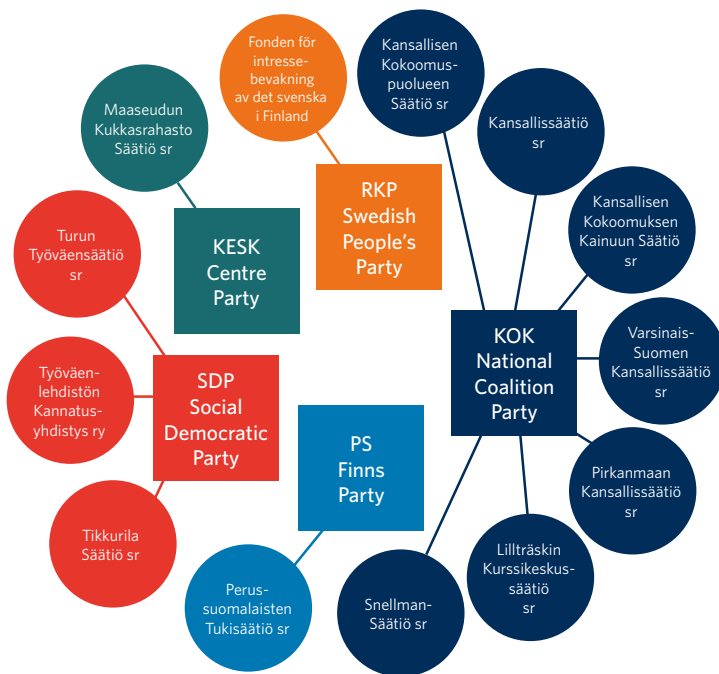 Fonden för
intresse-
bevakning
av det svenska
i Finland
Kansallisen
Kokoomus-
puolueen
Säätiö sr
Kansallissäätiö
sr
Maaseudun
Kukkasrahasto
Säätiö sr
RKP
Swedish
People's
Party
Kansallisen
Kokoomuksen
Kainuun Säätiö
sr
Turun
Työväensäätiö
sr
KESK
Centre
Party
KOK
National
Coalition
Party
Varsinais-
Suomen
Kansallissäätiö
sr
Työväen-
lehdistön
Kannatus-
yhdistys ry
SDP
Social
Democratic
Party
PS
Finns
Party
Pirkanmaan
Kansallissäätiö
sr
Tikkurila
Säätiö sr
Perus-
suomalaisten
Tukisäätiö sr
Snellman-
Säätiö sr
Lillträskin
Kurssikeskus-
säätiö
sr